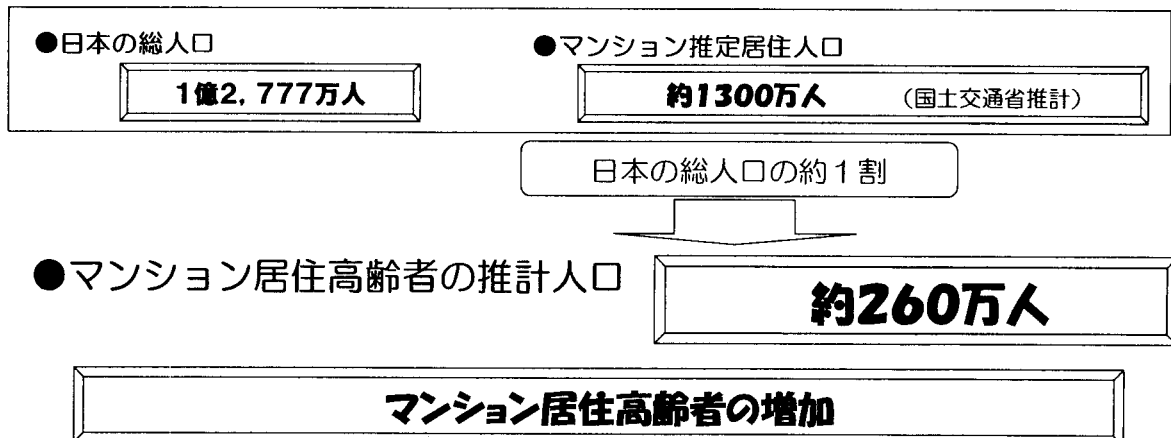 ●日本の総人口
1億2,777万人
●マンション推定居住人口
約1300万人 (国土交通省推計)
日本の総人口の約1割
●マンション居住高齢者の推計人口
約260万人
マンション居住高齢者の増加